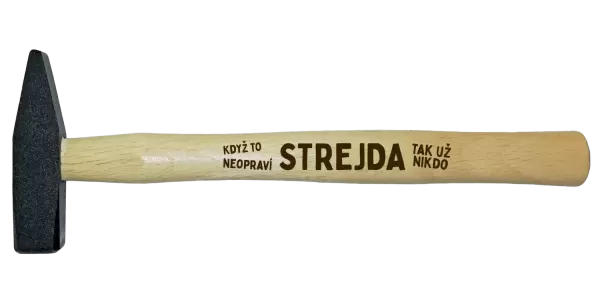 KDYŽ TO
NEOPRAVÍ
STREJDA
TAK UŽ
NIKDO